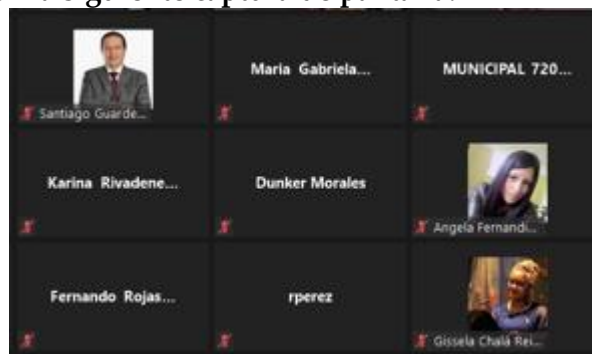 Santiago Guarde...
Maria Gabriela...
MUNICIPAL 720...
Karina Rivadene...
Dunker Morales
Angela Fernandi...
Fernando Rojas...
rperez
Gissela Chalá Rei...